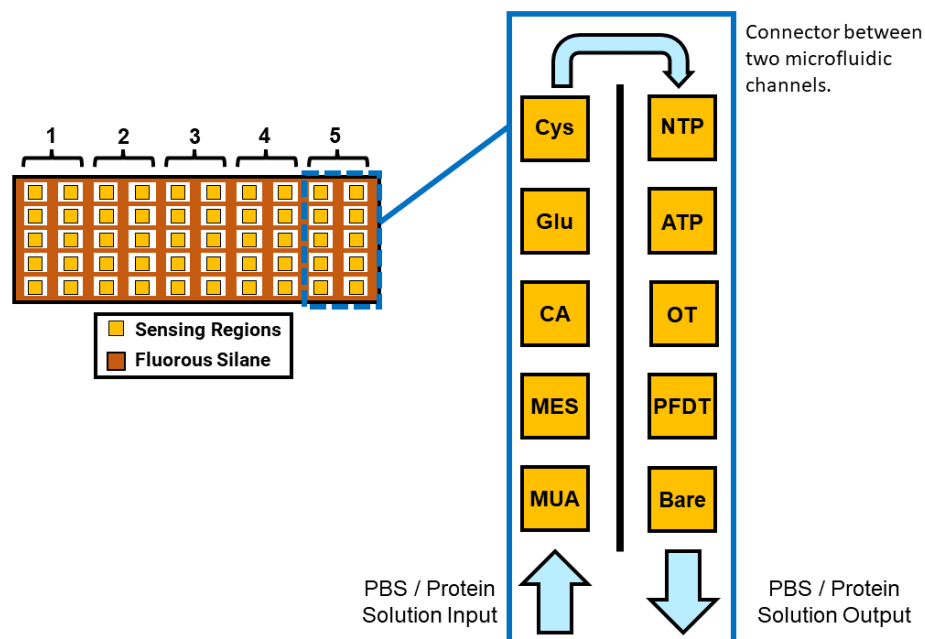 Connector between
two microfluidic
channels.
1 2 3 4 5
Sensing Regions
Fluorous Silane
Cys NTP
Glu ATP
CA OT
MES PFDT
MUA Bare
PBS / Protein
Solution Input
PBS / Protein
Solution Output